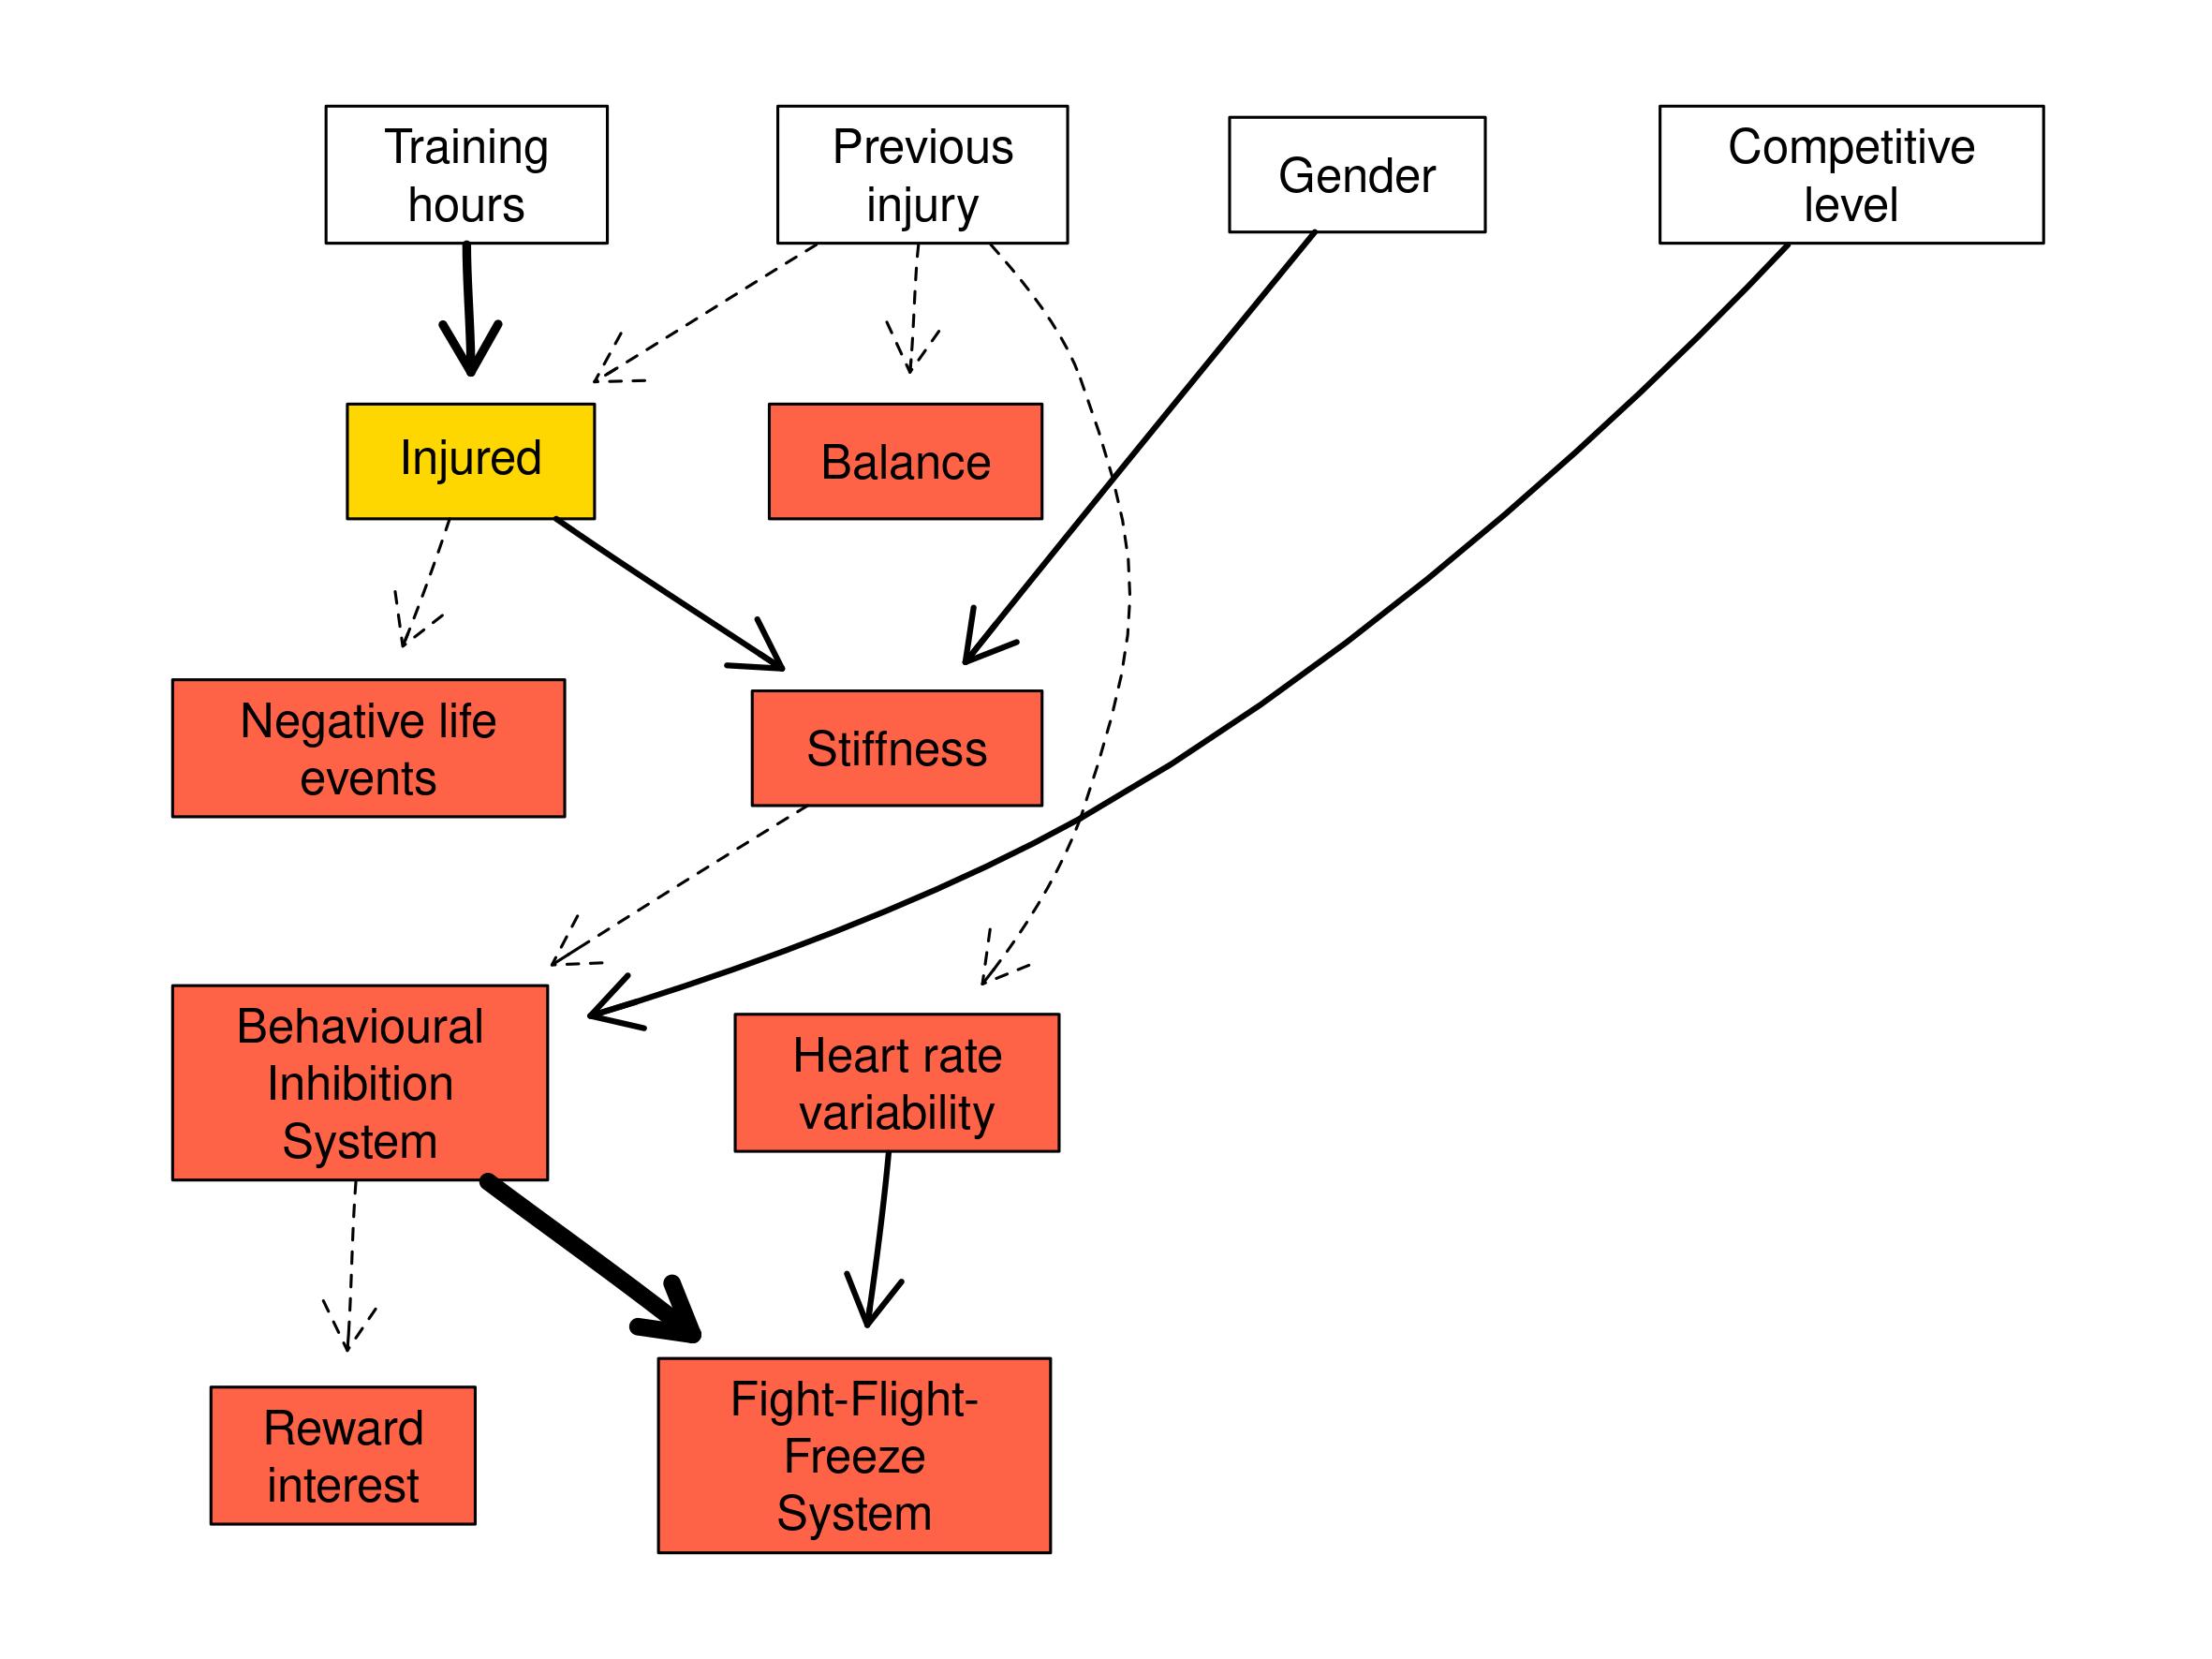 Training
hours
Previous
injury
Gender
Competitive
level
Injured
Balance
Negative life
events
Stiffness
Behavioural
Inhibition
System
Heart rate
variability
Reward
interest
Fight-Flight-
Freeze
System